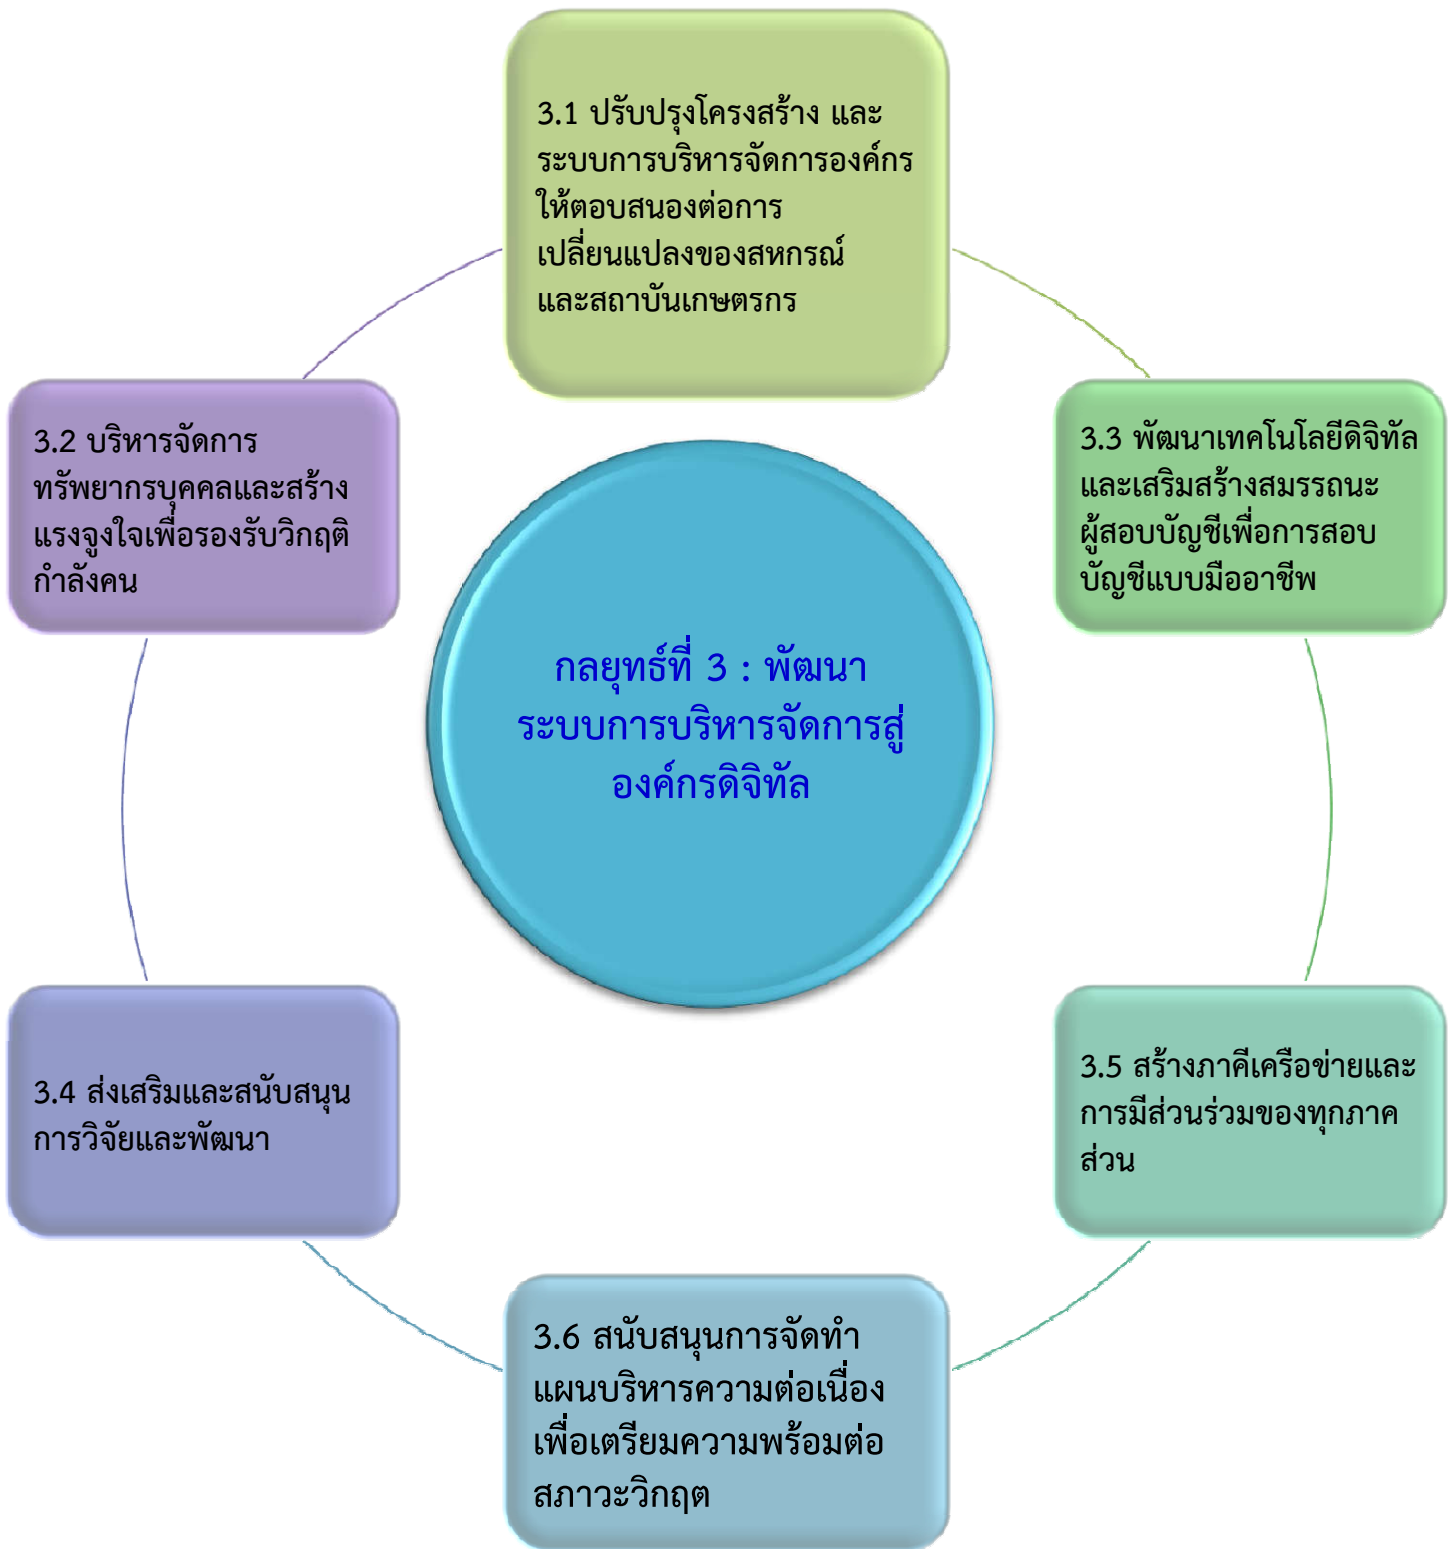 3.1 ปรับปรุงโครงสร้าง และ
ระบบการบริหารจัดการองค์กร
ให้ตอบสนองต่อการ
เปลี่ยนแปลงของสหกรณ์
และสถาบันเกษตรกร
3.2 บริหารจัดการ
ทรัพยากรบุคคลและสร้าง
แรงจูงใจเพื่อรองรับวิกฤติ
กำลังคน
3.3 พัฒนาเทคโนโลยีดิจิทัล
และเสริมสร้างสมรรถนะ
ผู้สอบบัญชีเพื่อการสอบ
บัญชีแบบมืออาชีพ
กลยุทธ์ที่ 3 : พัฒนา
ระบบการบริหารจัดการสู่
องค์กรดิจิทัล
3.4 ส่งเสริมและสนับสนุน
การวิจัยและพัฒนา
3.5 สร้างภาคีเครือข่ายและ
การมีส่วนร่วมของทุกภาค
ส่วน
3.6 สนับสนุนการจัดทำ
แผนบริหารความต่อเนื่อง
เพื่อเตรียมความพร้อมต่อ
สภาวะวิกฤต